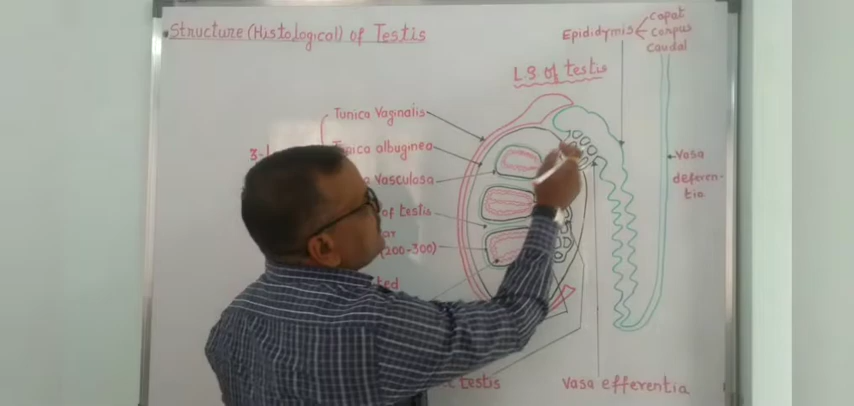 Structure (Histological) of Testis
Epididymis
Capat
Corpus
Caudal
L.S of testis
Tunica Vaginalis
Tunica albuginea
Vasculosa
of testis
(200-300)
Vasa
deferen-
tia
testis
Vasa efferentia